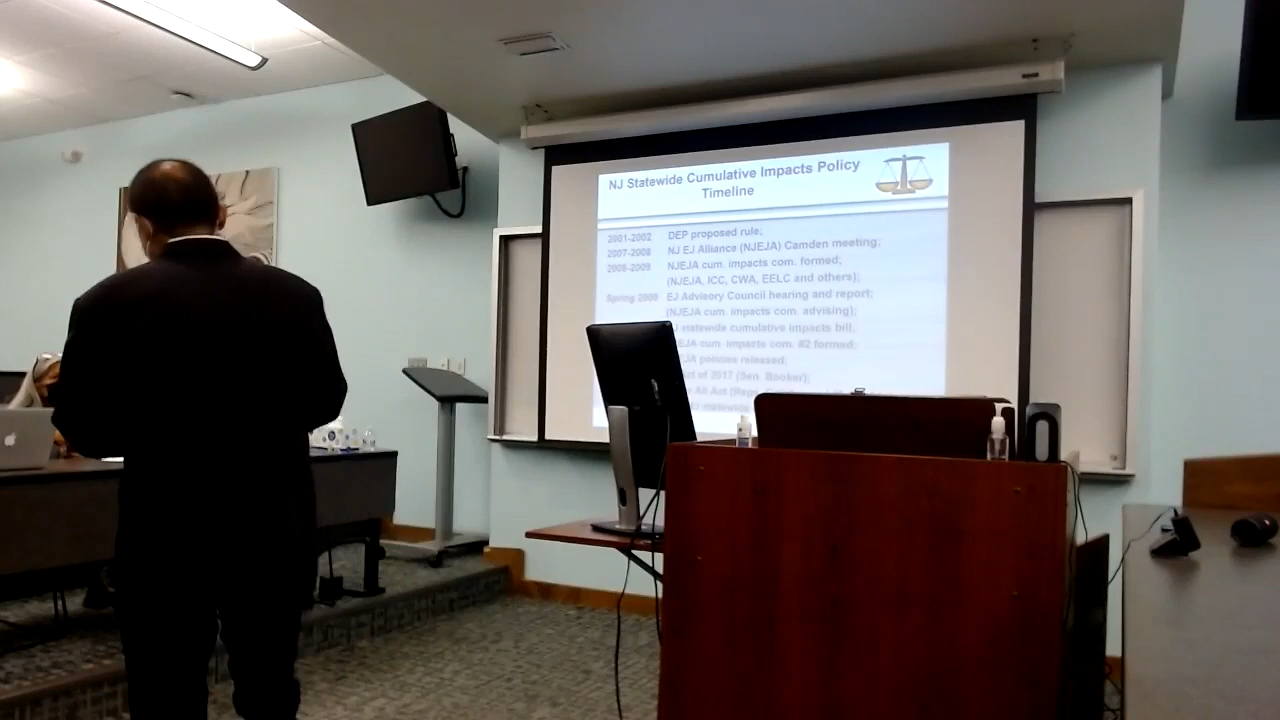 NJ Statewide Cumulative Impacts Policy
Timeline
2001-2002 DEP proposed rule;
2007-2008 NJ EJ Alliance (NJEJA) Camden meeting;
2008-2009 NJEJA cum. impacts com. formed;
(NJEJA, ICC, CWA, EELC and others);
Spring EJ Advisory Council hearing and report;
(NJEJA cum. impacts com. advising);
statewide cumulative impacts bill,
cum. impacts com. #2 formed;
policies released;
of 2017 (Sen. Booker);
All Act
statewide